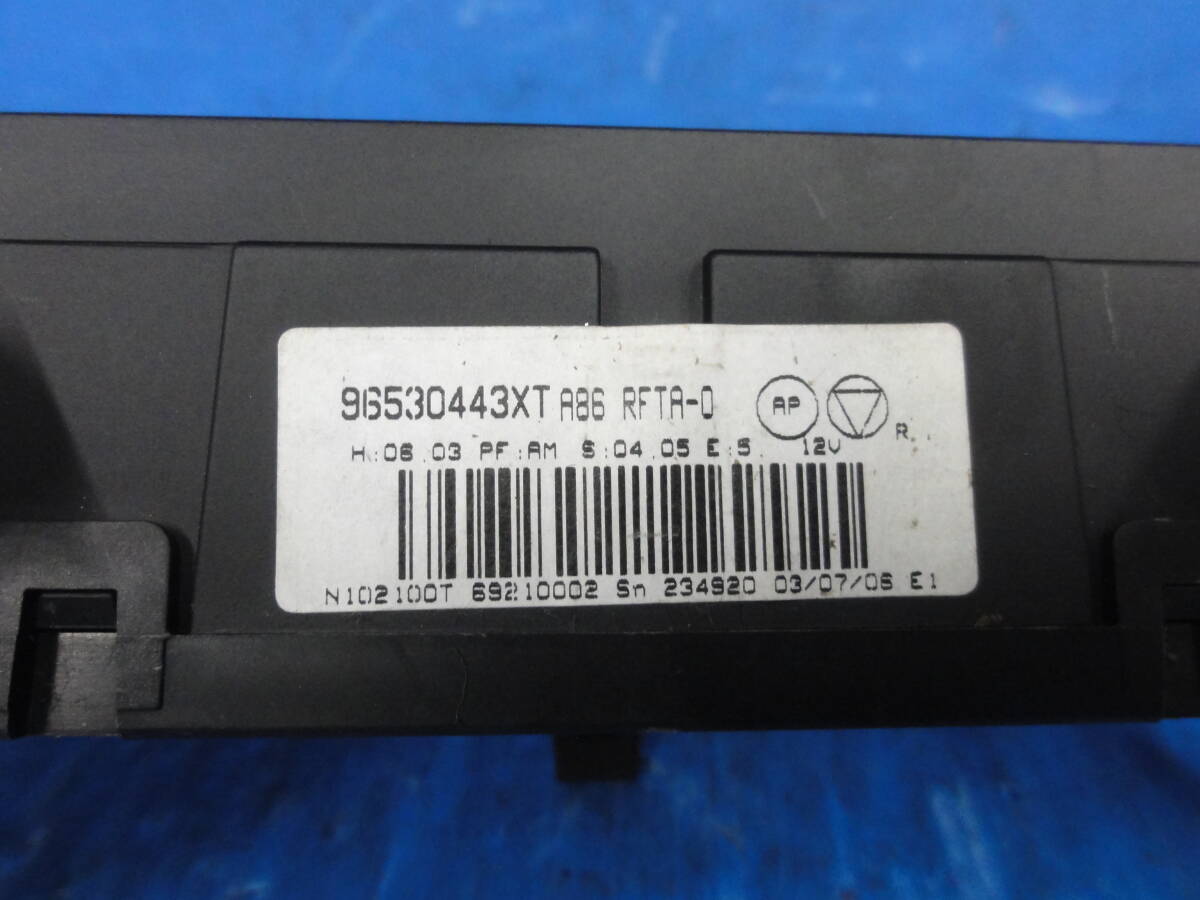 96530443XT A86 RFTA-0 AP R.
H:06.03 PF:AM S:04.05 E:5. 12V
N102100T 69210002 Sn 234920 03/07/06 E1